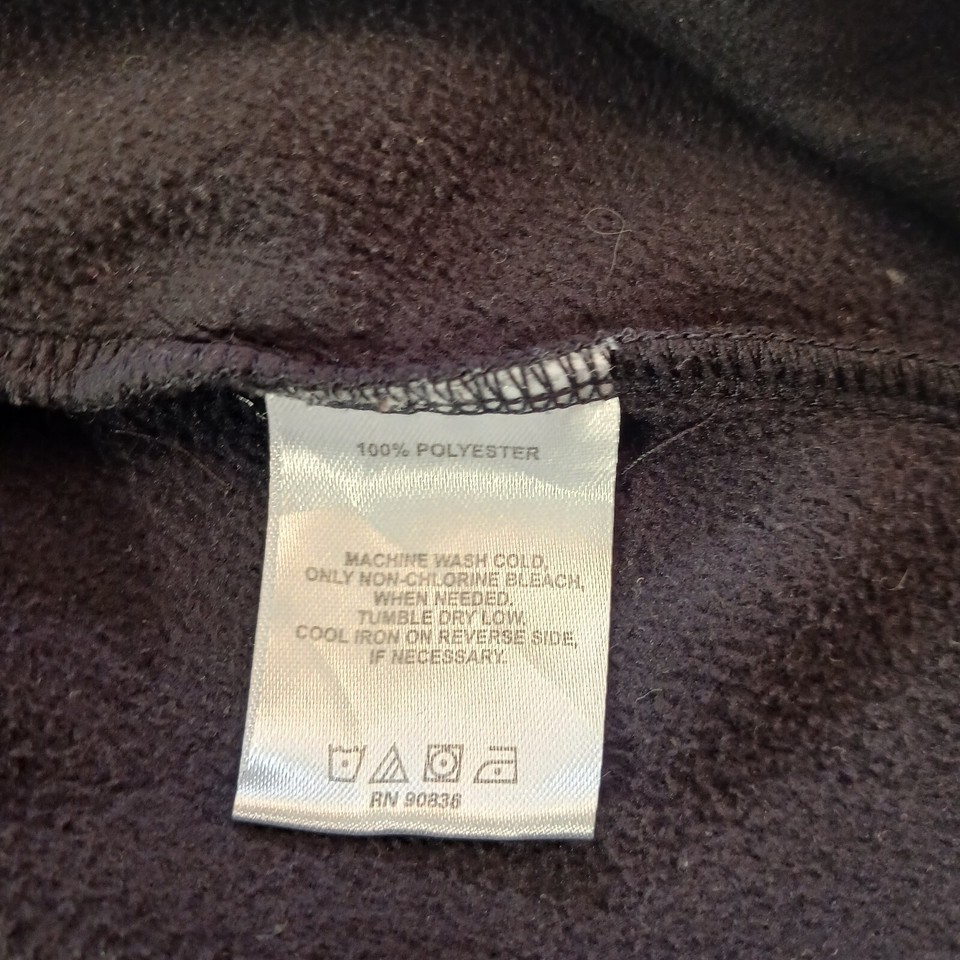 100% POLYESTER
MACHINE WASH COLD,
ONLY NON-CHLORINE BLEACH,
WHEN NEEDED.
TUMBLE DRY LOW.
COOL IRON ON REVERSE SIDE,
IF NECESSARY.
RN 90836